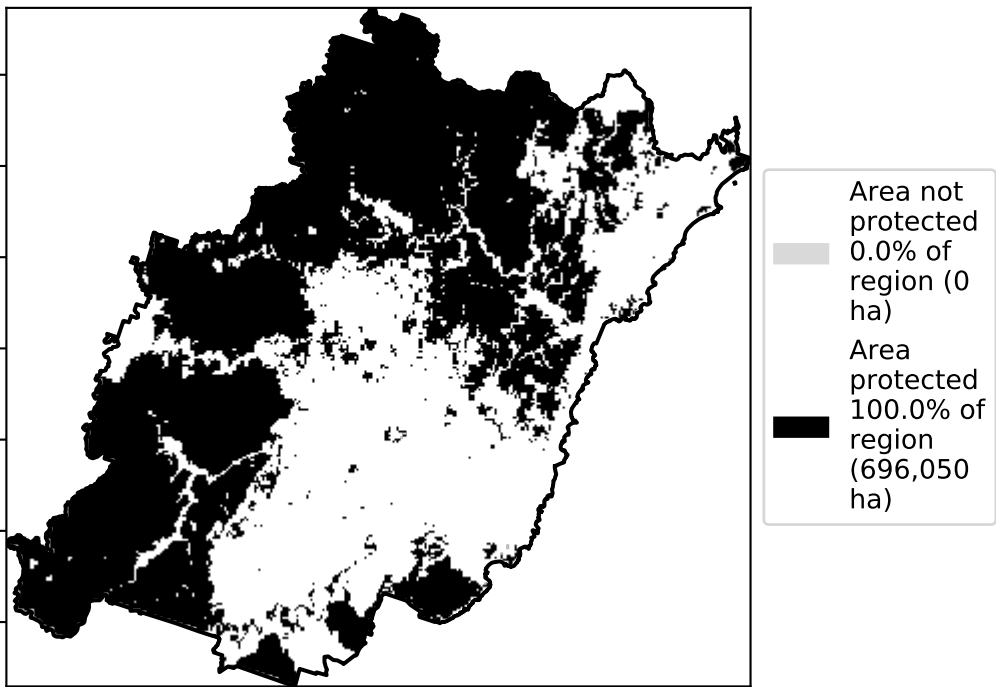 Area not
protected
0.0% of
region (0
ha)
Area
protected
100.0% of
region
(696,050
ha)